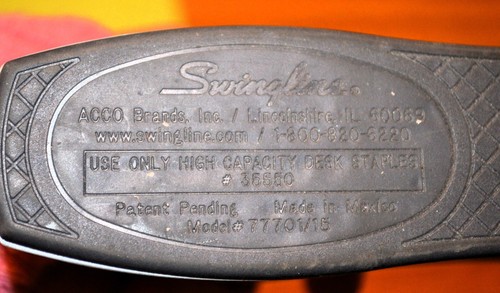 Swingline.
ACCO Brands, Inc. / Lincolnshire, IL 60069
www.swingline.com / 1-800-820-6220
USE ONLY HIGH CAPACITY DESK STAPLES
# 35550
Patent Pending Made in Mexico
Model# 77701/15